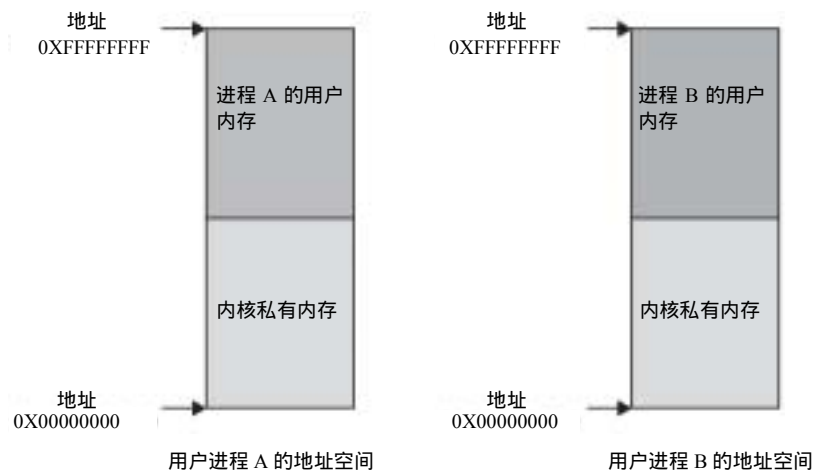 地址
0XFFFFFFFF
进程 A 的用户
内存
内核私有内存
地址
0X00000000
用户进程 A 的地址空间
地址
0XFFFFFFFF
进程 B 的用户
内存
内核私有内存
地址
0X00000000
用户进程 B 的地址空间